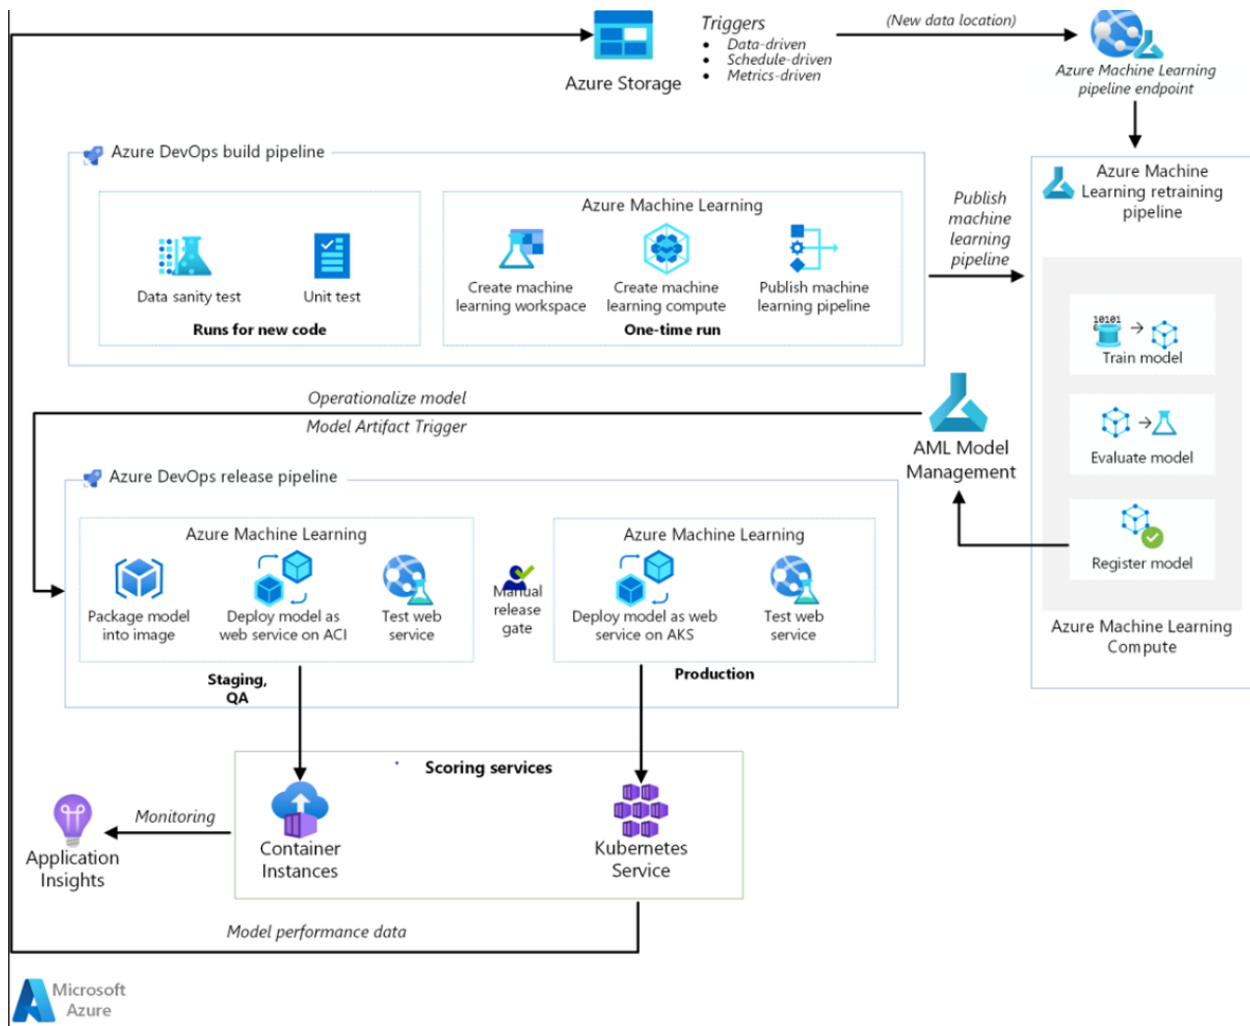 Azure Storage
Triggers
• Data-driven
• Schedule-driven
• Metrics-driven
(New data location)
Azure Machine Learning
pipeline endpoint
Azure DevOps build pipeline
Data sanity test
Unit test
Runs for new code
Azure Machine Learning
Create machine
learning workspace
Create machine
learning compute
Publish machine
learning pipeline
One-time run
Publish
machine
learning
pipeline
Azure Machine
Learning retraining
pipeline
10101
Train model
Evaluate model
Register model
Azure Machine Learning
Compute
AML Model
Management
Operationalize model
Model Artifact Trigger
Azure DevOps release pipeline
Azure Machine Learning
Package model
into image
Deploy model as
web service on ACI
Test web
service
Staging,
QA
Manual
release
gate
Azure Machine Learning
Deploy model as web
service on AKS
Test web
service
Production
Scoring services
Container
Instances
Kubernetes
Service
Monitoring
Application
Insights
Model performance data
Microsoft
Azure